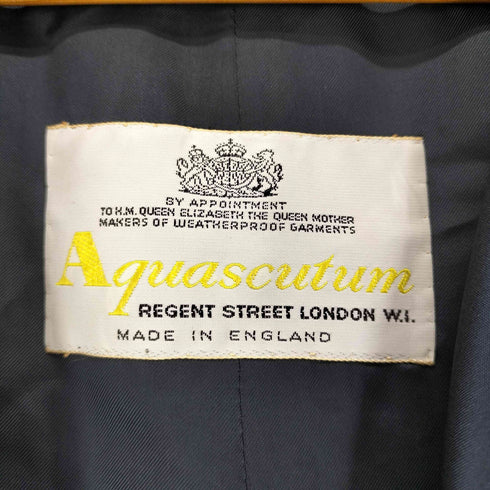 BY APPOINTMENT
TO H.M. QUEEN ELIZABETH THE QUEEN MOTHER
MAKERS OF WEATHERPROOF GARMENTS
Aquascutum
REGENT STREET LONDON W.I.
MADE IN ENGLAND